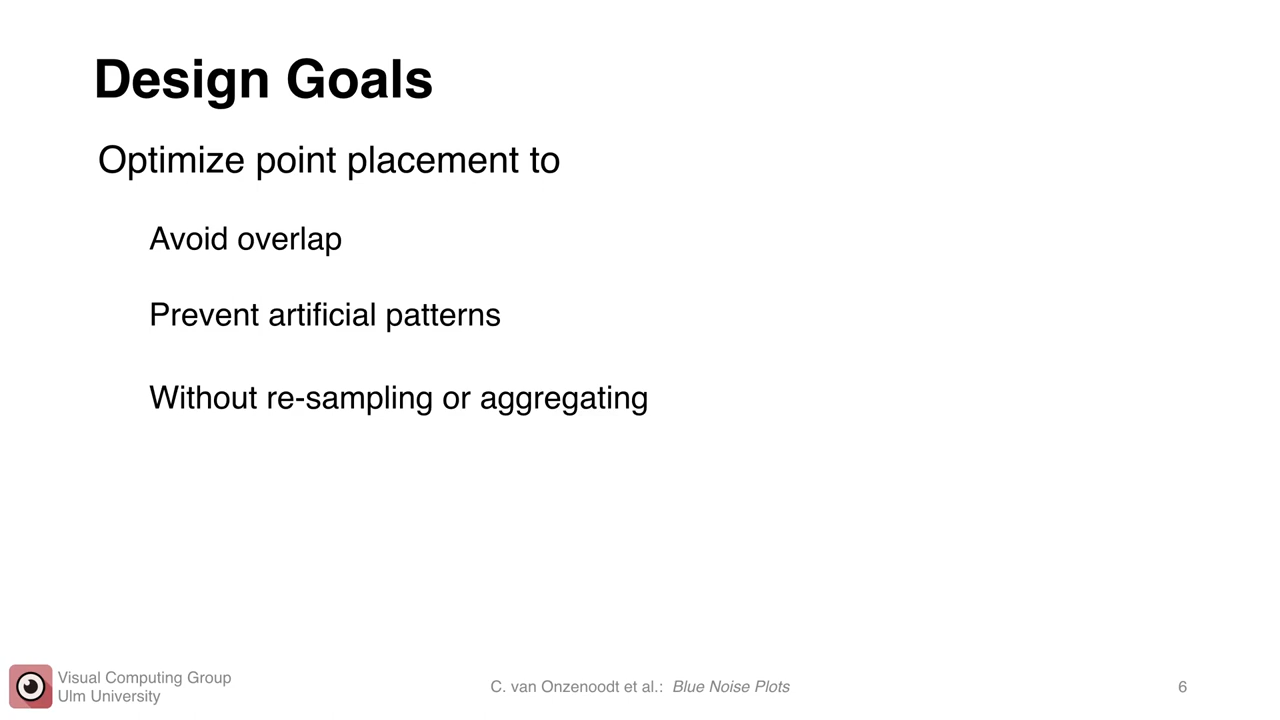 Design Goals
Optimize point placement to
Avoid overlap
Prevent artificial patterns
Without re-sampling or aggregating
Visual Computing Group
Ulm University
C. van Onzenoodt et al.: Blue Noise Plots
6